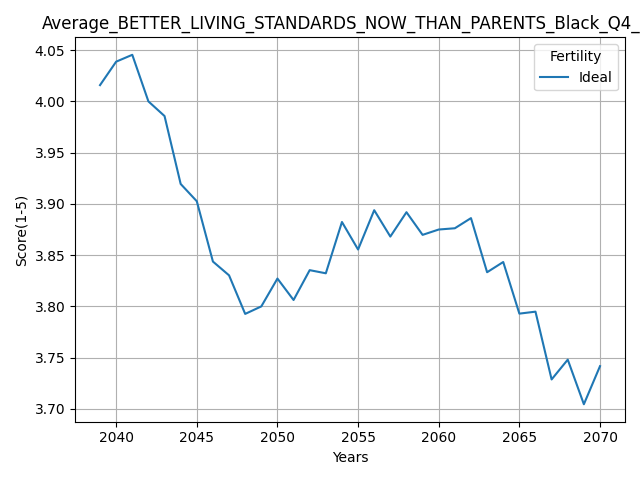 Average_BETTER_LIVING_STANDARDS_NOW_THAN_PARENTS_Black_Q4_
Fertility
Ideal
Score(1-5)
4.05
4.00
3.95
3.90
3.85
3.80
3.75
3.70
2040 2045 2050 2055 2060 2065 2070
Years